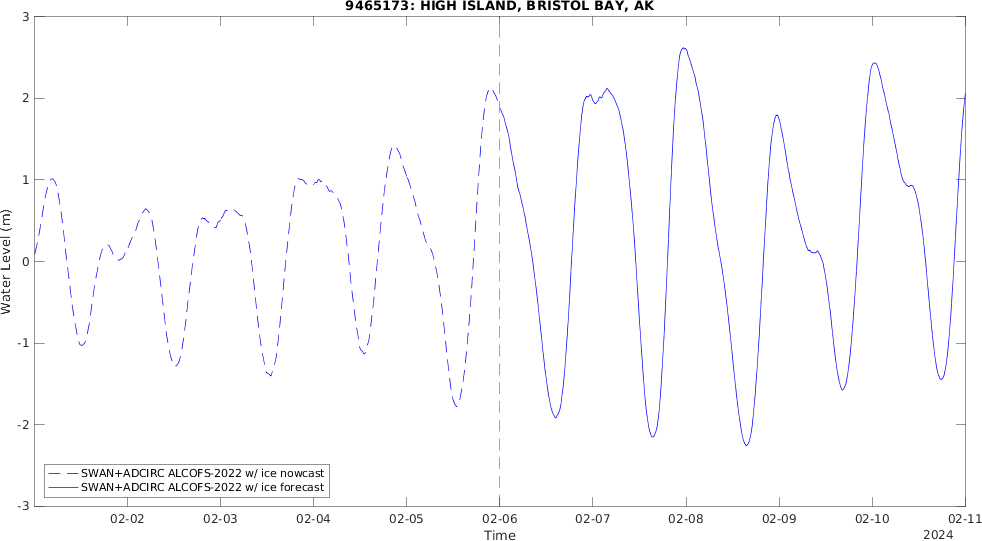 9465173: HIGH ISLAND, BRISTOL BAY, AK
3
2
1
0
-1
-2
-3
Water Level (m)
SWAN+ADCIRC ALCOFS-2022 w/ ice nowcast
SWAN+ADCIRC ALCOFS-2022 w/ ice forecast
02-02 02-03 02-04 02-05 02-06 02-07 02-08 02-09 02-10 02-11
Time
2024